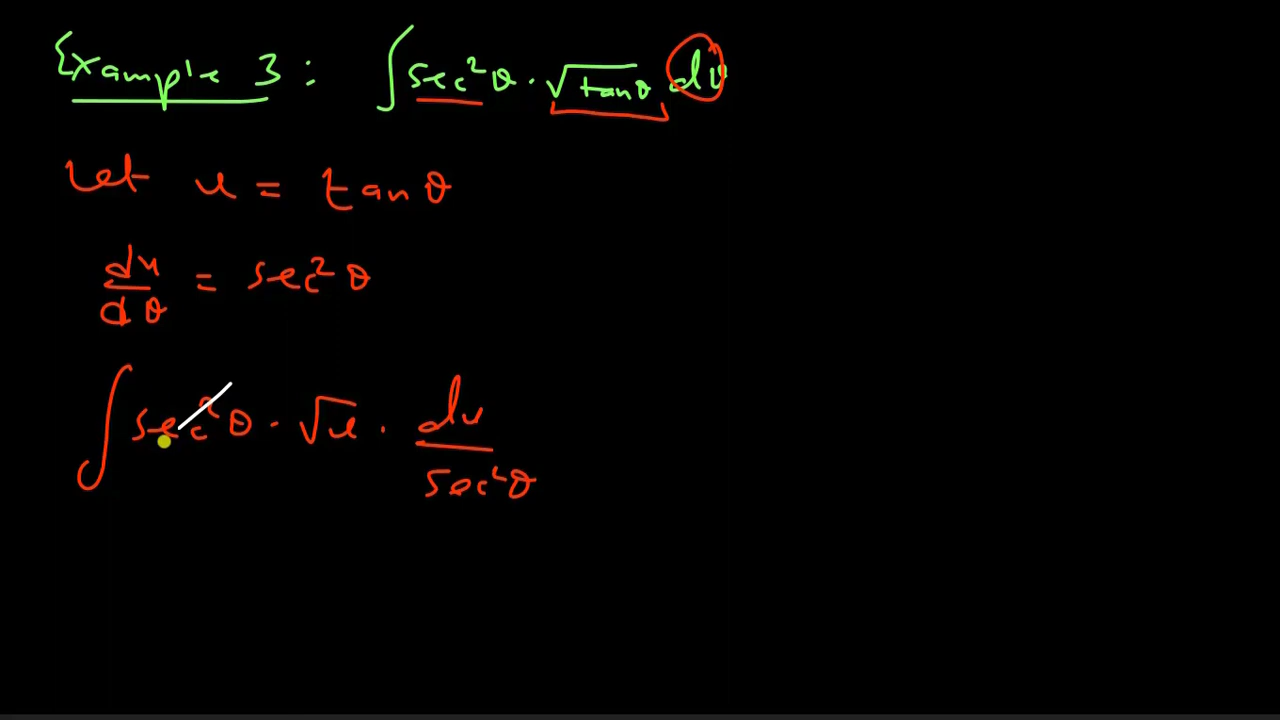 Example 3 : ∫ sec²θ · √tanθ dθ
Let u = tanθ
du/dθ = sec²θ
∫ sec²θ · √u · du/sec²θ